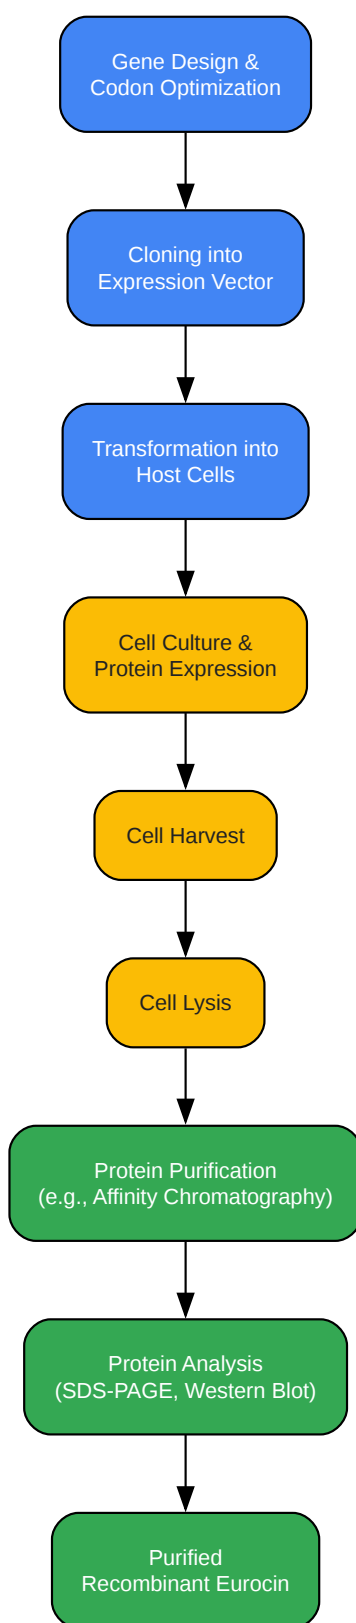 Gene Design &
Codon Optimization
Cloning into
Expression Vector
Transformation into
Host Cells
Cell Culture &
Protein Expression
Cell Harvest
Cell Lysis
Protein Purification
(e.g., Affinity Chromatography)
Protein Analysis
(SDS-PAGE, Western Blot)
Purified
Recombinant Eurocin